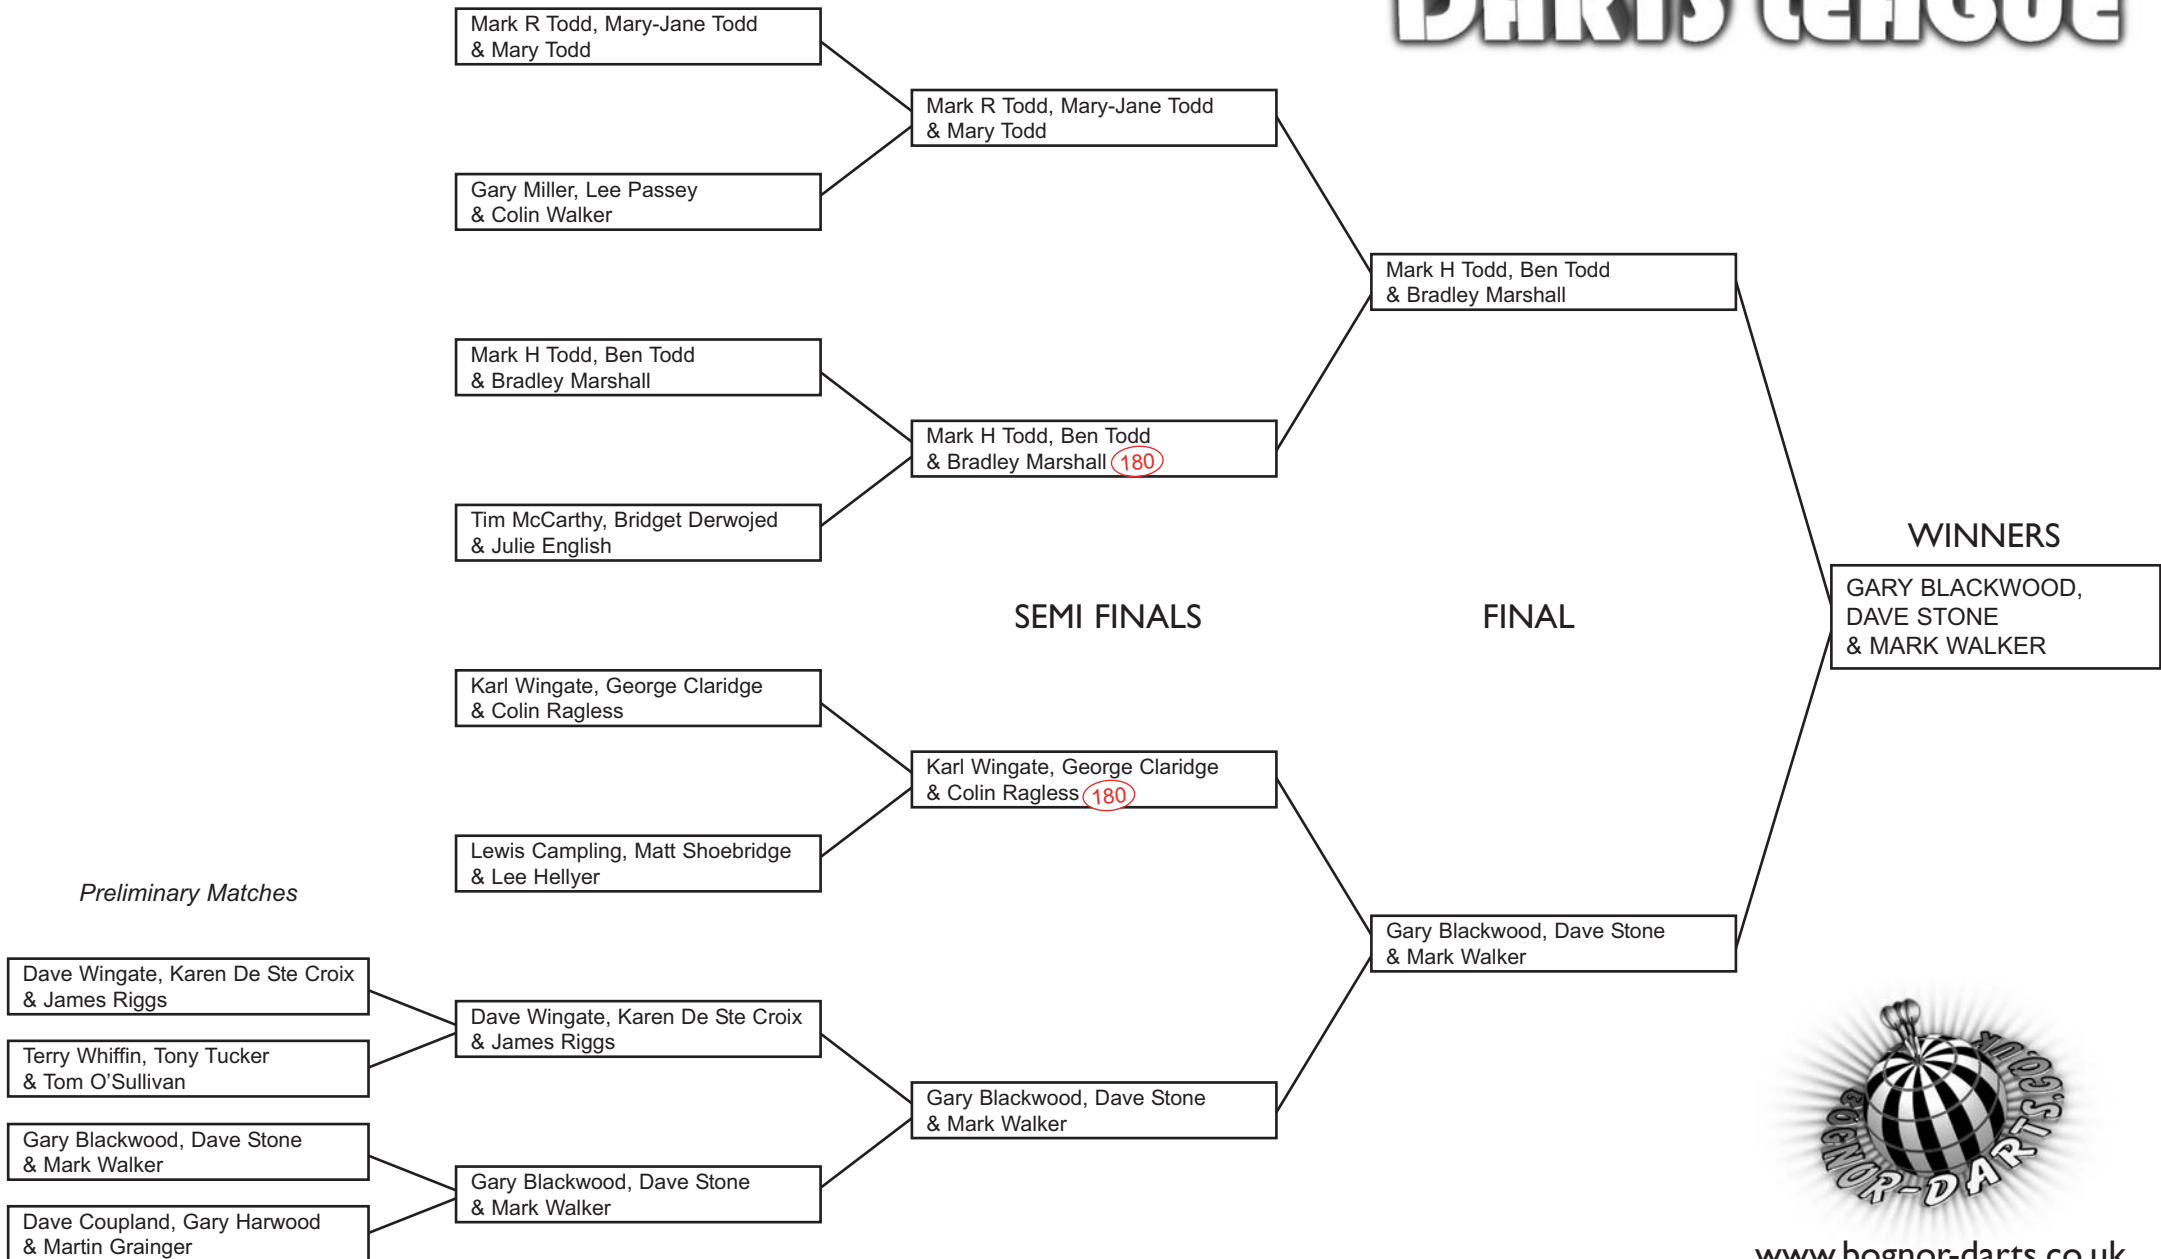 DARTS LEAGUE
Mark R Todd, Mary-Jane Todd
& Mary Todd
Gary Miller, Lee Passey
& Colin Walker
Mark H Todd, Ben Todd
& Bradley Marshall
Tim McCarthy, Bridget Derwojed
& Julie English
Karl Wingate, George Claridge
& Colin Ragless
Lewis Campling, Matt Shoebridge
& Lee Hellyer
Preliminary Matches
Dave Wingate, Karen De Ste Croix
& James Riggs
Terry Whiffin, Tony Tucker
& Tom O’Sullivan
Gary Blackwood, Dave Stone
& Mark Walker
Dave Coupland, Gary Harwood
& Martin Grainger
Dave Wingate, Karen De Ste Croix
& James Riggs
Gary Blackwood, Dave Stone
& Mark Walker
Mark R Todd, Mary-Jane Todd
& Mary Todd
Mark H Todd, Ben Todd
& Bradley Marshall 180
SEMI FINALS
Karl Wingate, George Claridge
& Colin Ragless 180
Gary Blackwood, Dave Stone
& Mark Walker
Mark H Todd, Ben Todd
& Bradley Marshall
FINAL
Gary Blackwood, Dave Stone
& Mark Walker
WINNERS
GARY BLACKWOOD,
DAVE STONE
& MARK WALKER
BOGNOR-DARTS.CO.UK
www.bognor-darts.co.uk